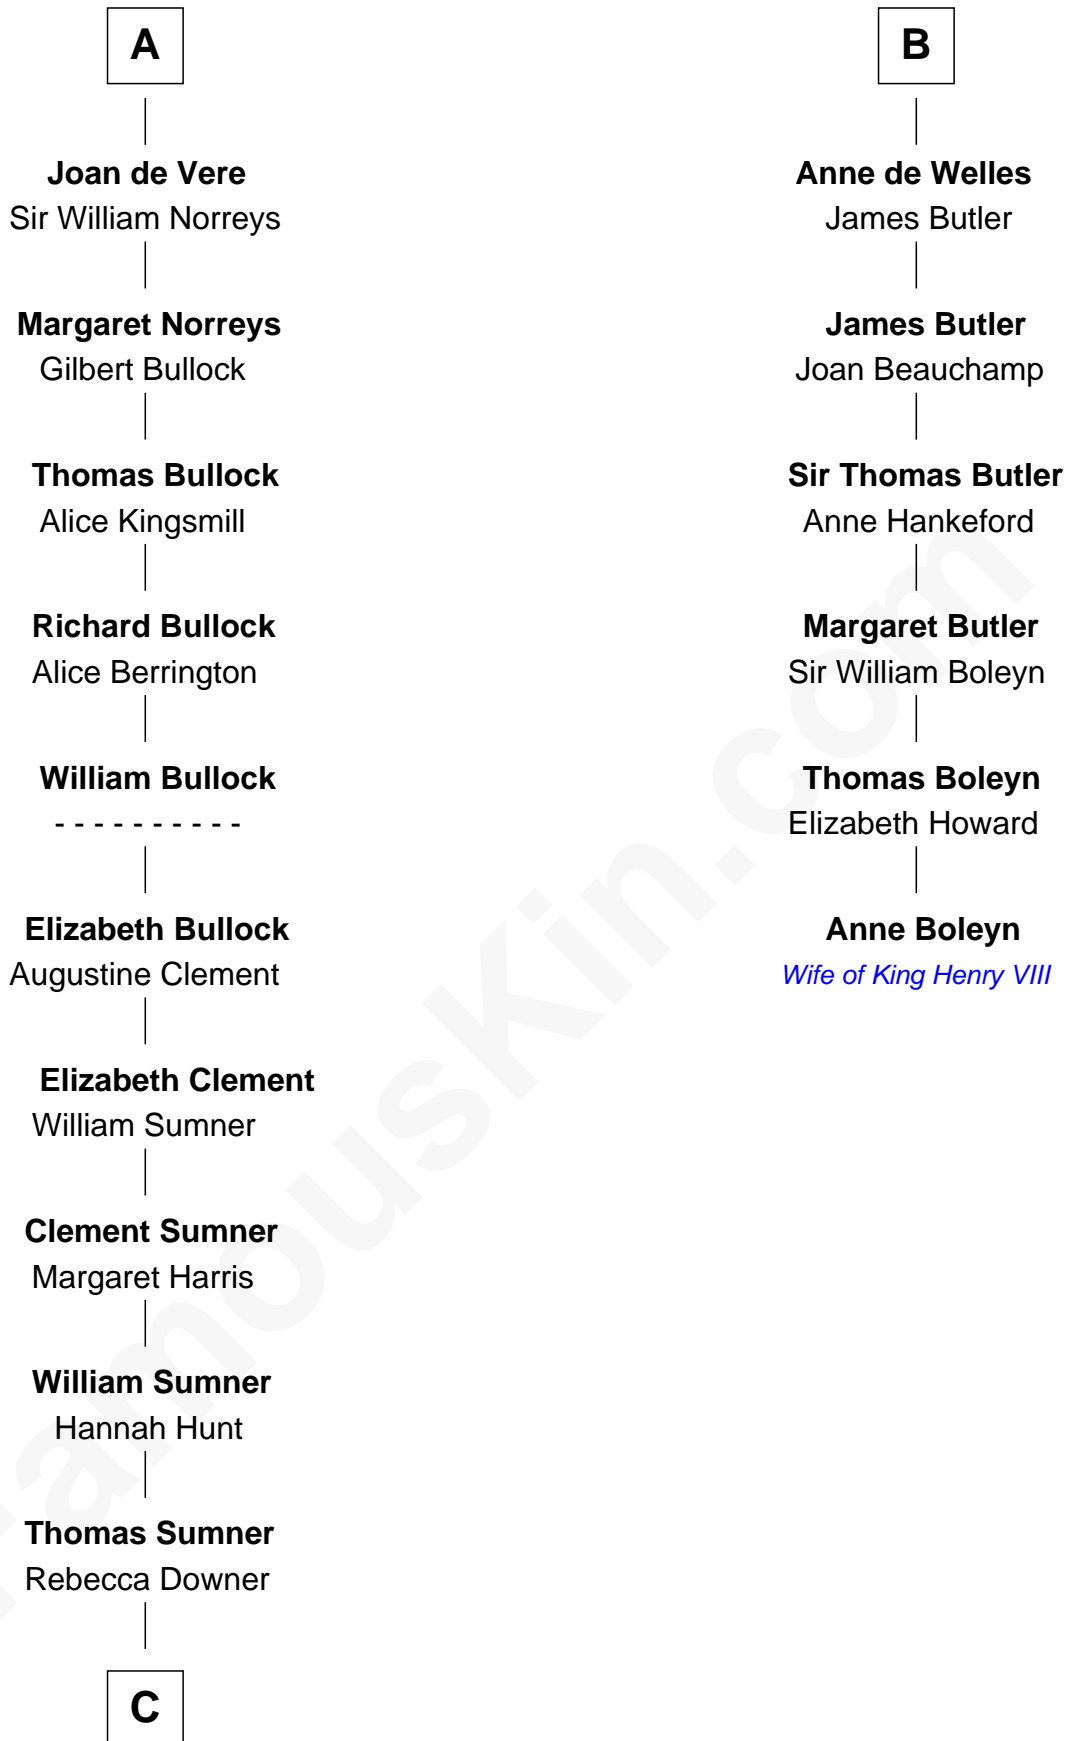 A
Joan de Vere
Sir William Norreys
Margaret Norreys
Gilbert Bullock
Thomas Bullock
Alice Kingsmill
Richard Bullock
Alice Berrington
William Bullock
- - - - - - - - - -
Elizabeth Bullock
Augustine Clement
Elizabeth Clement
William Sumner
Clement Sumner
Margaret Harris
William Sumner
Hannah Hunt
Thomas Sumner
Rebecca Downer
C
B
Anne de Welles
James Butler
James Butler
Joan Beauchamp
Sir Thomas Butler
Anne Hankeford
Margaret Butler
Sir William Boleyn
Thomas Boleyn
Elizabeth Howard
Anne Boleyn
Wife of King Henry VIII
FamousKin.com